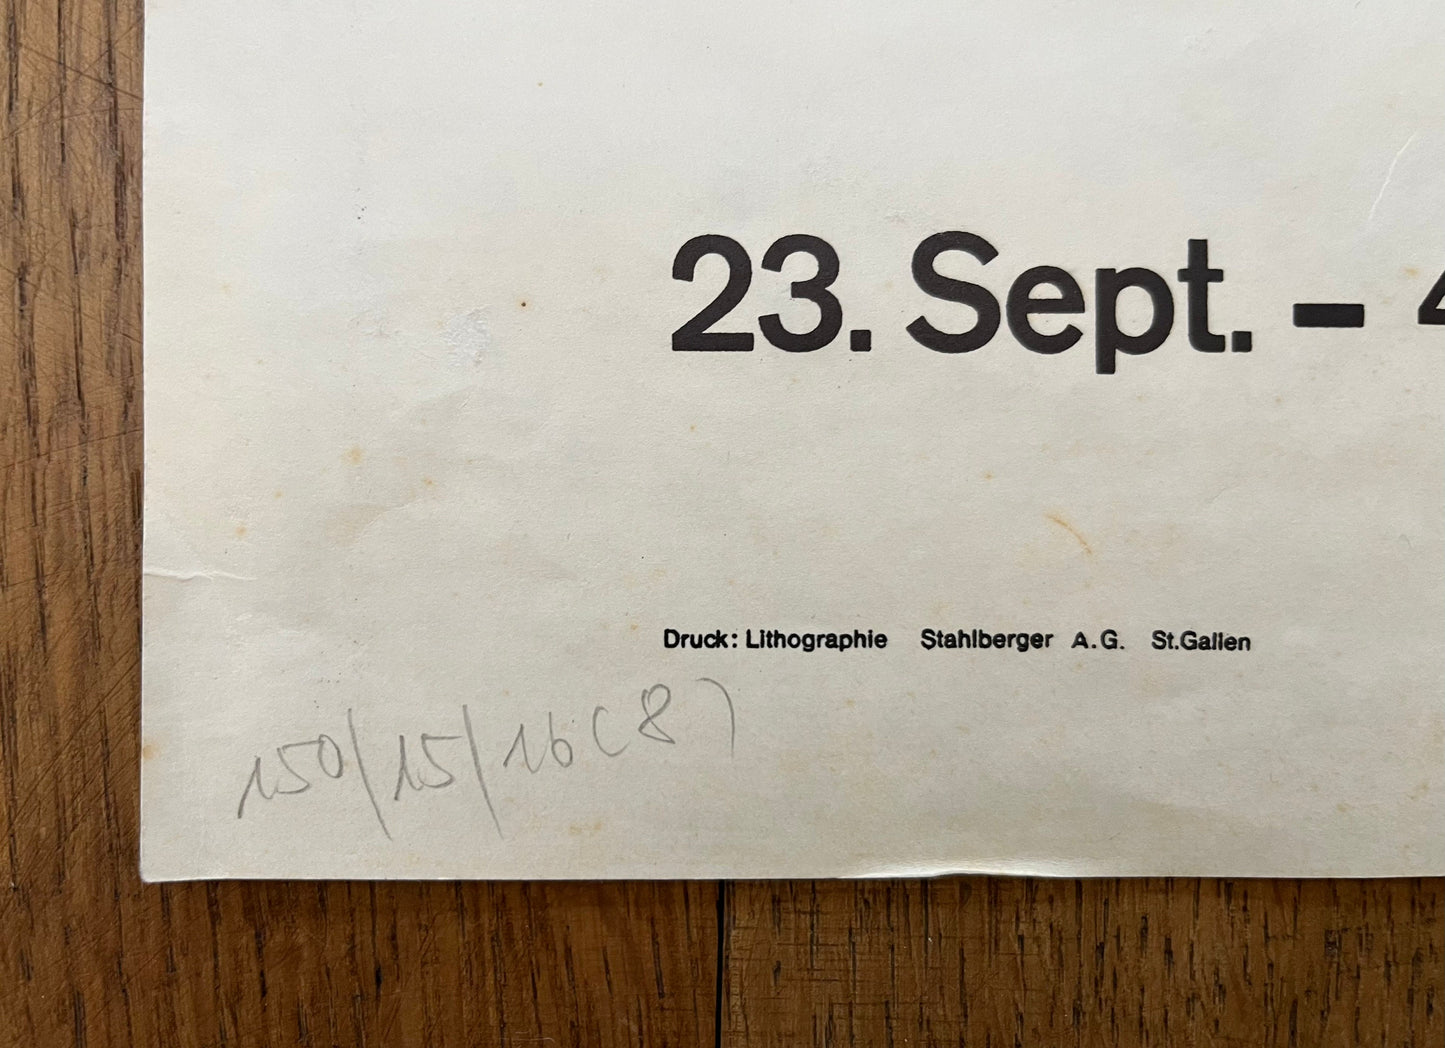 23. Sept. – 4
Druck: Lithographie Stahlberger A.G. St.Gallen
150/15/16(8)